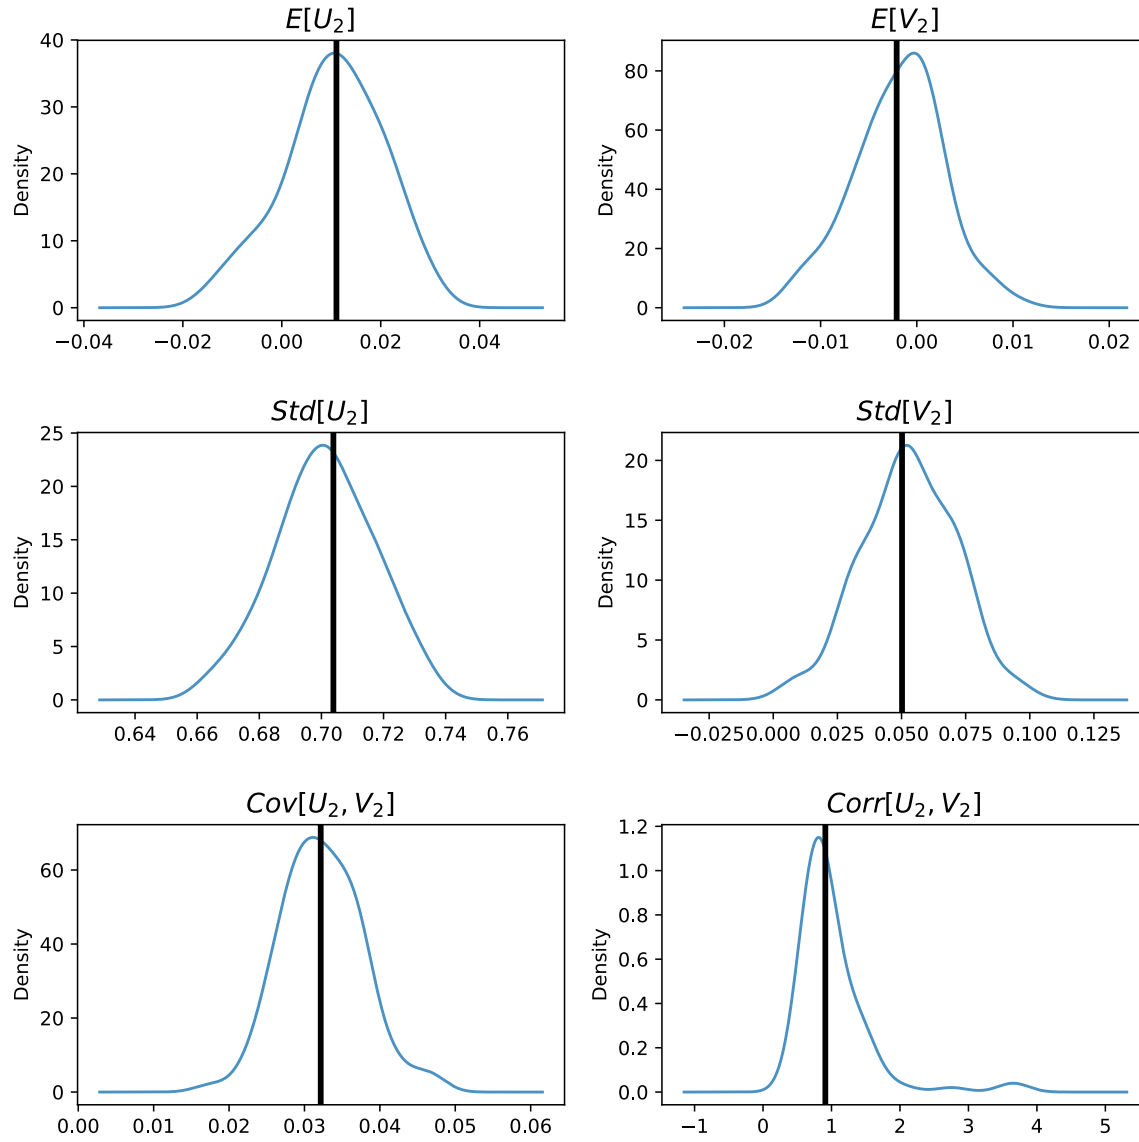 E[U₂]
Density
40
30
20
10
0
−0.04 −0.02 0.00 0.02 0.04
E[V₂]
Density
80
60
40
20
0
−0.02 −0.01 0.00 0.01 0.02
Std[U₂]
Density
25
20
15
10
5
0
0.64 0.66 0.68 0.70 0.72 0.74 0.76
Std[V₂]
Density
20
15
10
5
0
−0.025 0.000 0.025 0.050 0.075 0.100 0.125
Cov[U₂, V₂]
Density
60
40
20
0
0.00 0.01 0.02 0.03 0.04 0.05 0.06
Corr[U₂, V₂]
Density
1.2
1.0
0.8
0.6
0.4
0.2
0.0
−1 0 1 2 3 4 5